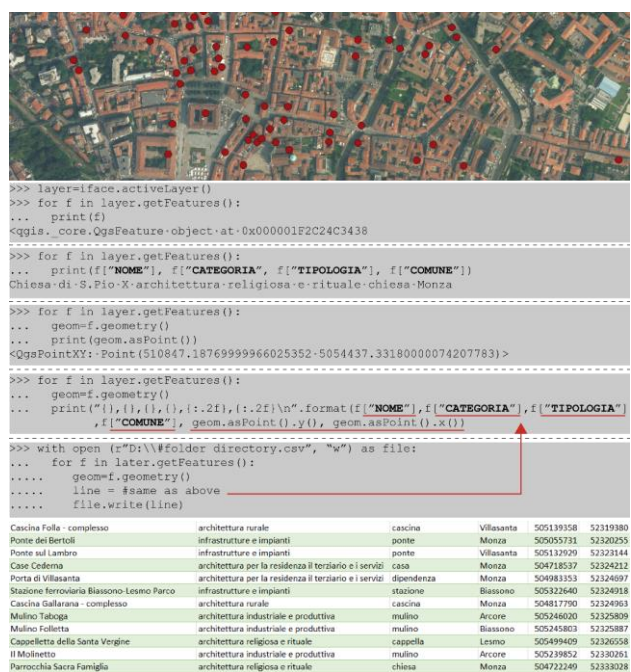 >>> layer=iface.activeLayer()
>>> for f in layer.getFeatures():
...    print(f)
<qgis._core.QgsFeature·object·at·0x000001F2C24C3438
>>> for f in layer.getFeatures():
...    print(f["NOME"], f["CATEGORIA", f["TIPOLOGIA"], f["COMUNE"])
Chiesa·di·S.Pio·X·architettura·religiosa·e·rituale·chiesa·Monza
>>> for f in layer.getFeatures():
...    geom=f.geometry()
...    print(geom.asPoint())
<QgsPointXY:·Point(510847.18769999966025352·5054437.33180000074207783)>
>>> for f in layer.getFeatures():
...    geom=f.geometry()
...    print("{},{},{},{},{:.2f},{:.2f}\n".format(f["NOME"],f["CATEGORIA"],f["TIPOLOGIA"]
,f["COMUNE"], geom.asPoint().y(), geom.asPoint().x())
>>> with open (r"D:\\#folder directory.csv", "w") as file:
...    for f in later.getFeatures():
.....    geom=f.geometry()
.....    line = #same as above
.....    file.write(line)
Cascina Folla - complesso architettura rurale cascina Villasanta 505139358 52319380
Ponte dei Bertoli infrastrutture e impianti ponte Monza 505055731 52320255
Ponte sul Lambro infrastrutture e impianti ponte Villasanta 505132929 52323144
Case Cederna architettura per la residenza il terziario e i servizi casa Monza 504718537 52324212
Porta di Villasanta architettura per la residenza il terziario e i servizi dipendenza Monza 504983353 52324697
Stazione ferroviaria Biassono-Lesmo Parco infrastrutture e impianti stazione Biassono 505322640 52324918
Cascina Gallarana - complesso architettura rurale cascina Monza 504817790 52324963
Mulino Taboga architettura industriale e produttiva mulino Arcore 505246020 52325809
Mulino Folletta architettura industriale e produttiva mulino Biassono 505245803 52325887
Cappelletta della Santa Vergine architettura religiosa e rituale cappella Lesmo 505499409 52326558
Il Molinetto architettura industriale e produttiva mulino Arcore 505239852 52330261
Parrocchia Sacra Famiglia architettura religiosa e rituale chiesa Monza 504722249 52333028